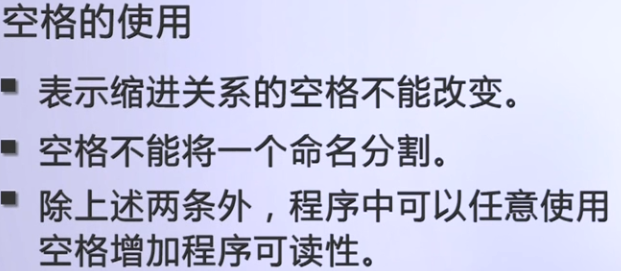 空格的使用
▪ 表示缩进关系的空格不能改变。
▪ 空格不能将一个命名分割。
▪ 除上述两条外，程序中可以任意使用
空格增加程序可读性。